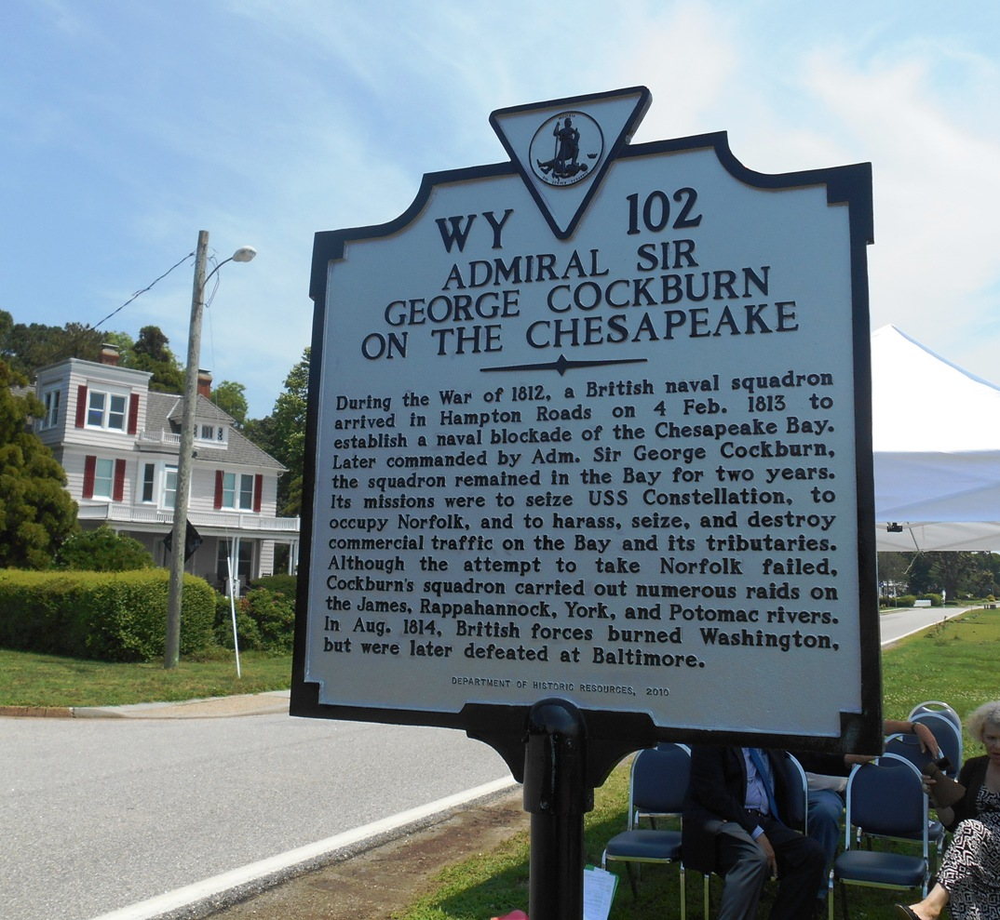 WY 102
ADMIRAL SIR
GEORGE COCKBURN
ON THE CHESAPEAKE
During the War of 1812, a British naval squadron
arrived in Hampton Roads on 4 Feb. 1813 to
establish a naval blockade of the Chesapeake Bay.
Later commanded by Adm. Sir George Cockburn,
the squadron remained in the Bay for two years.
Its missions were to seize USS Constellation, to
occupy Norfolk, and to harass, seize, and destroy
commercial traffic on the Bay and its tributaries.
Although the attempt to take Norfolk failed,
Cockburn's squadron carried out numerous raids on
the James, Rappahannock, York, and Potomac rivers.
In Aug. 1814, British forces burned Washington,
but were later defeated at Baltimore.
DEPARTMENT OF HISTORIC RESOURCES, 2010